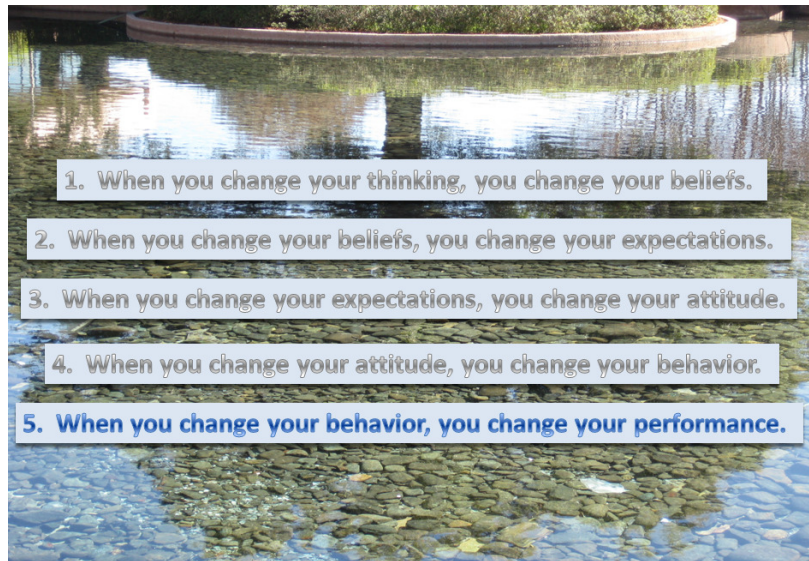 1. When you change your thinking, you change your beliefs.
2. When you change your beliefs, you change your expectations.
3. When you change your expectations, you change your attitude.
4. When you change your attitude, you change your behavior.
5. When you change your behavior, you change your performance.